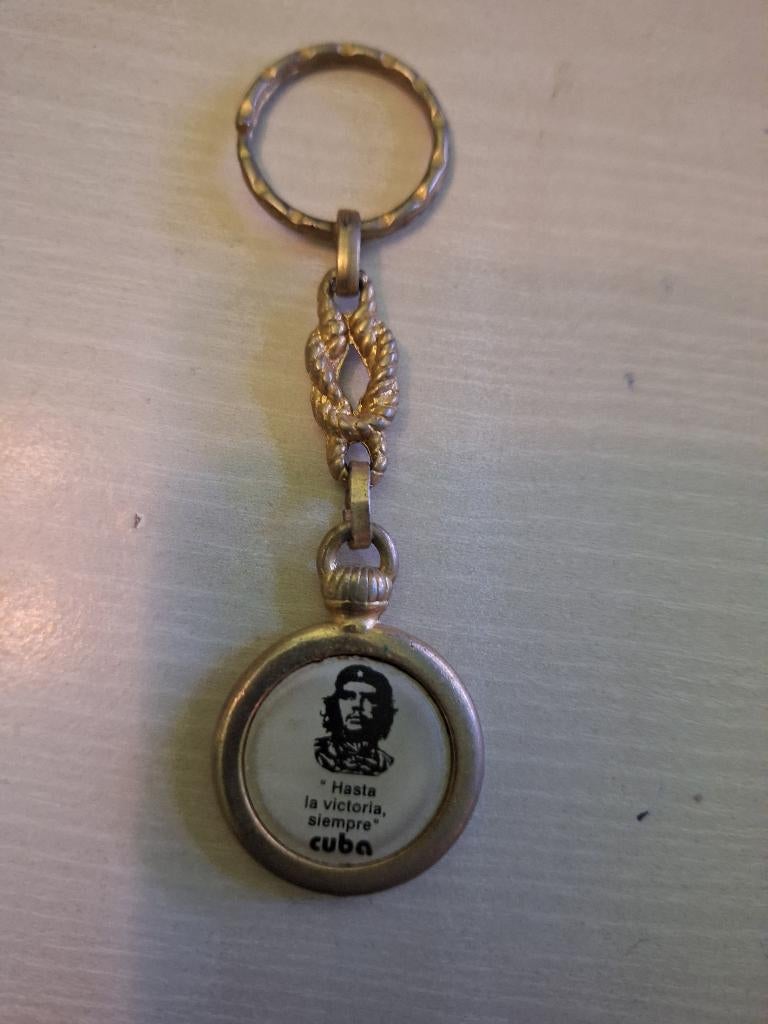 " Hasta
la victoria,
siempre"
cuba